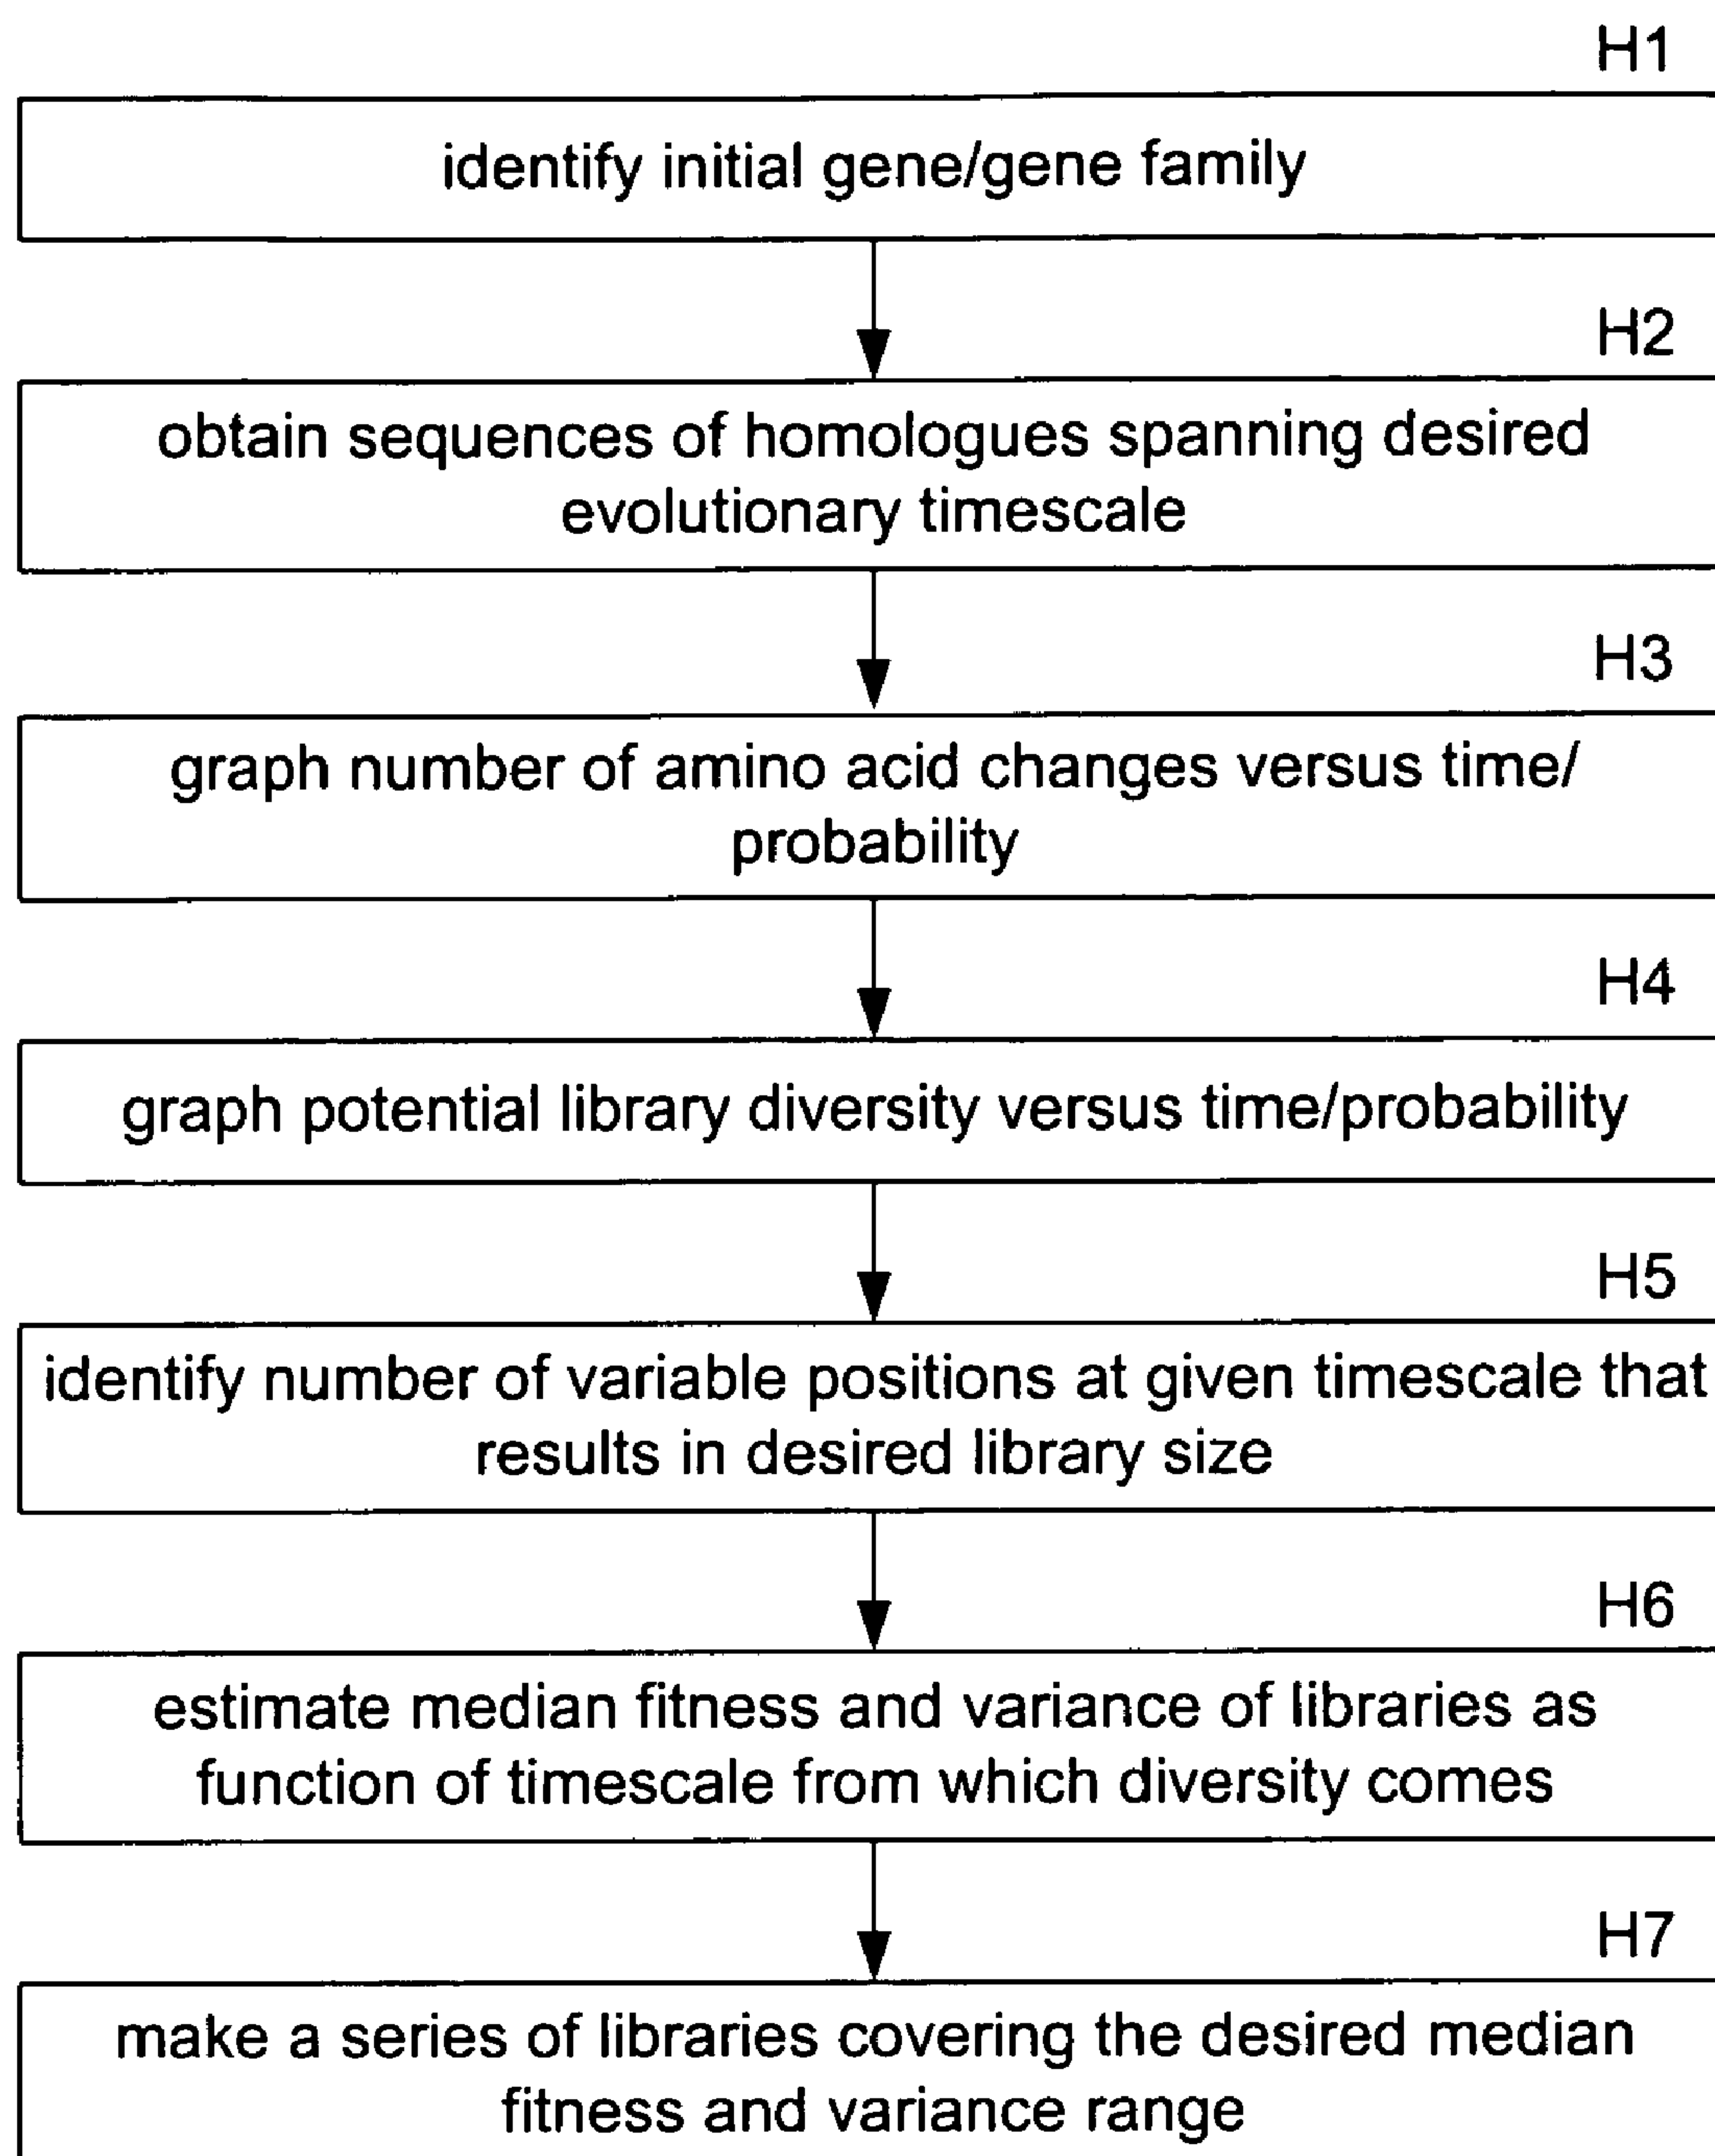 H1
identify initial gene/gene family
H2
obtain sequences of homologues spanning desired
evolutionary timescale
H3
graph number of amino acid changes versus time/
probability
H4
graph potential library diversity versus time/probability
H5
identify number of variable positions at given timescale that
results in desired library size
H6
estimate median fitness and variance of libraries as
function of timescale from which diversity comes
H7
make a series of libraries covering the desired median
fitness and variance range